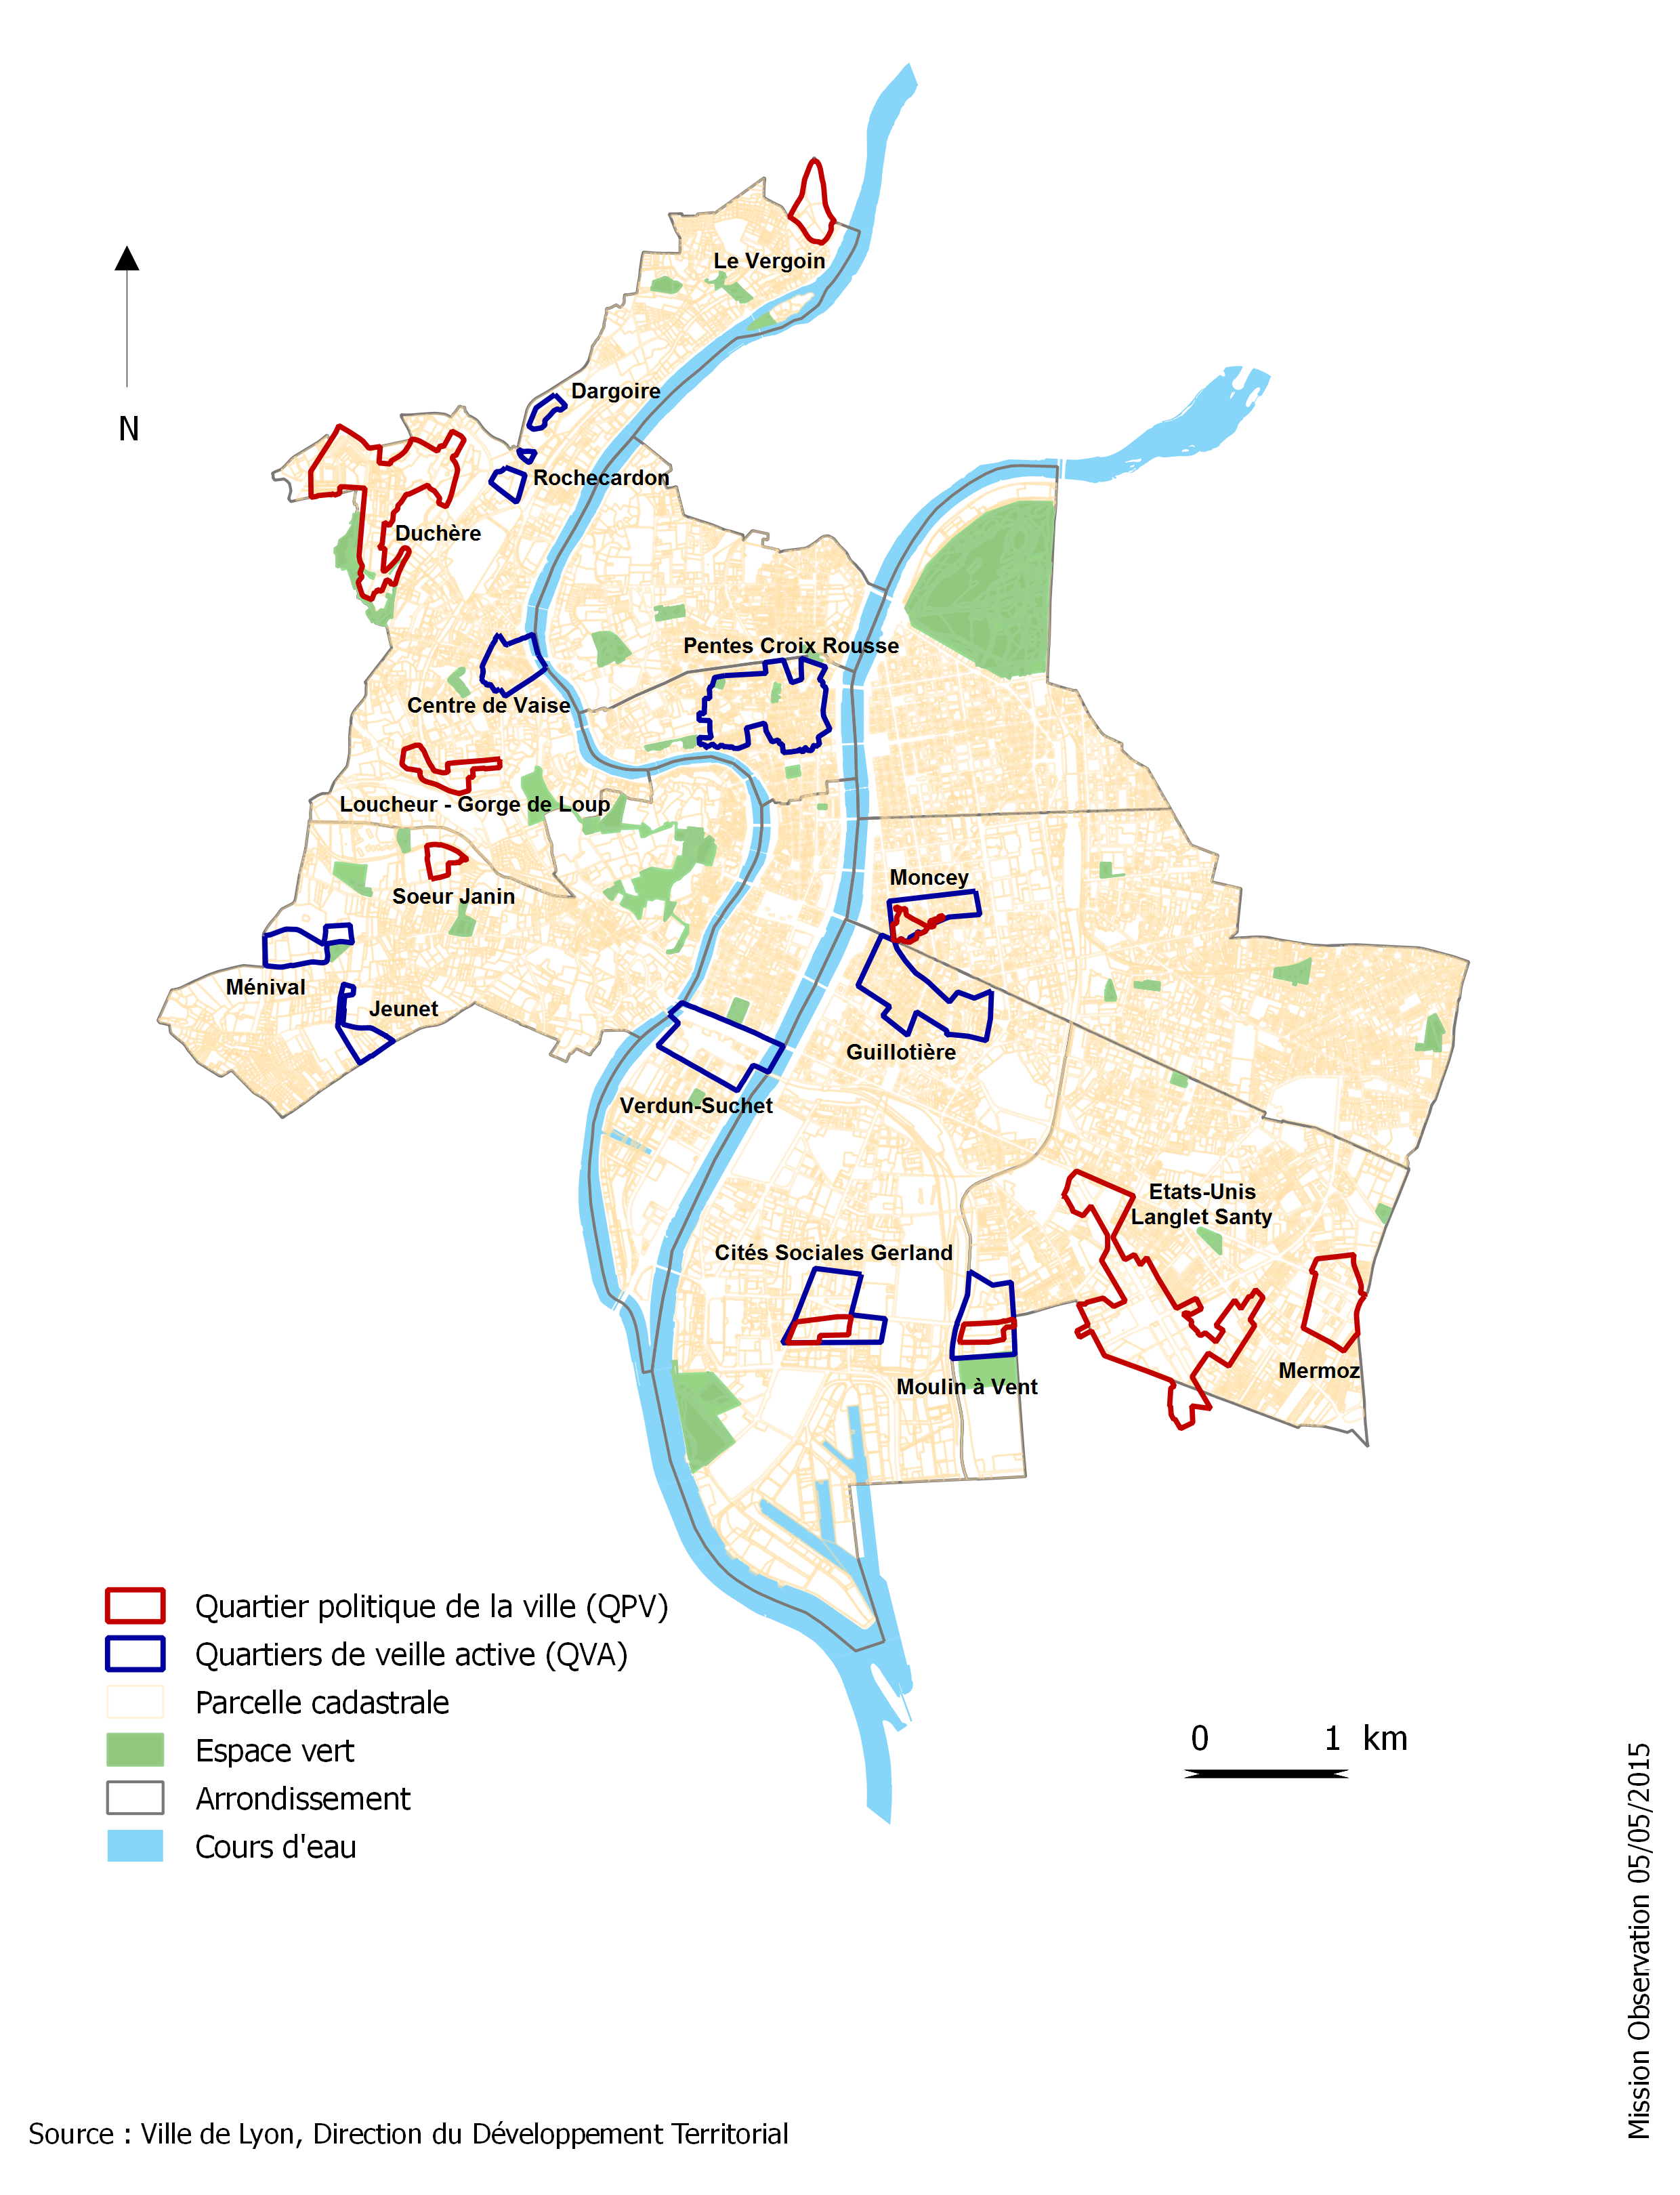 Le Vergoin
Dargoire
N
Rochecardon
Duchère
Pentes Croix Rousse
Centre de Vaise
Loucheur - Gorge de Loup
Moncey
Soeur Janin
Ménival
Jeunet
Guillotière
Verdun-Suchet
Etats-Unis
Langlet Santy
Cités Sociales Gerland
Mermoz
Moulin à Vent
Quartier politique de la ville (QPV)
Quartiers de veille active (QVA)
Parcelle cadastrale
Espace vert
Arrondissement
Cours d'eau
0 1 km
Mission Observation 05/05/2015
Source : Ville de Lyon, Direction du Développement Territorial